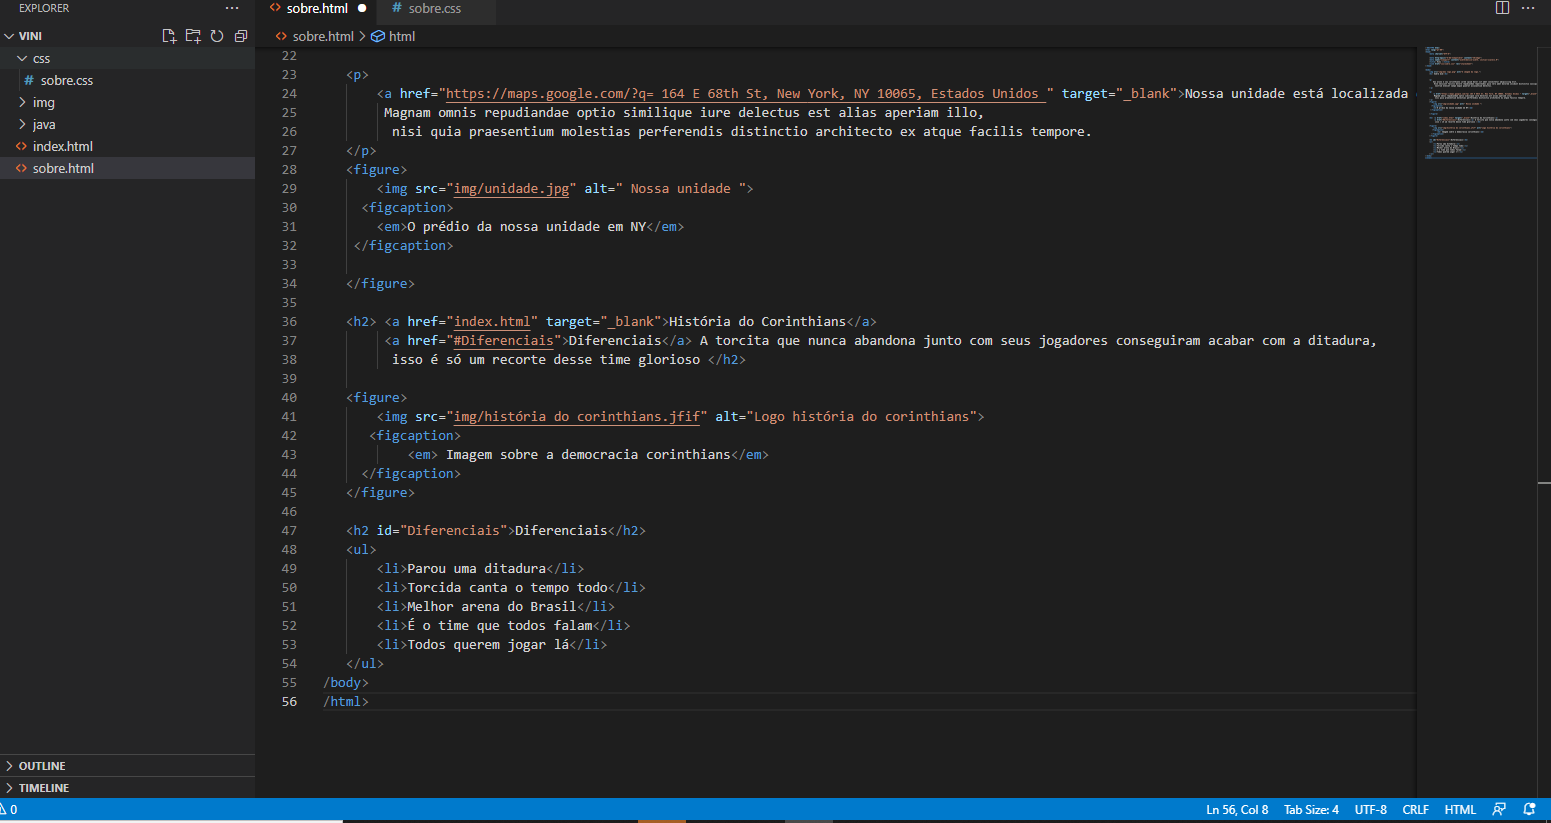 EXPLORER
VINI
css
# sobre.css
img
java
<> index.html
<> sobre.html
OUTLINE
TIMELINE
<> sobre.html
# sobre.css
<> sobre.html > html
22
23 <p>
24 <a href="https://maps.google.com/?q= 164 E 68th St, New York, NY 10065, Estados Unidos " target="_blank">Nossa unidade está localizada
25 Magnam omnis repudiandae optio similique iure delectus est alias aperiam illo,
26 nisi quia praesentium molestias perferendis distinctio architecto ex atque facilis tempore.
27 </p>
28 <figure>
29 <img src="img/unidade.jpg" alt=" Nossa unidade ">
30 <figcaption>
31 <em>O prédio da nossa unidade em NY</em>
32 </figcaption>
33
34 </figure>
35
36 <h2> <a href="index.html" target="_blank">História do Corinthians</a>
37 <a href="#Diferenciais">Diferenciais</a> A torcita que nunca abandona junto com seus jogadores conseguiram acabar com a ditadura,
38 isso é só um recorte desse time glorioso </h2>
39
40 <figure>
41 <img src="img/história do corinthians.jfif" alt="Logo história do corinthians">
42 <figcaption>
43 <em> Imagem sobre a democracia corinthians</em>
44 </figcaption>
45 </figure>
46
47 <h2 id="Diferenciais">Diferenciais</h2>
48 <ul>
49 <li>Parou uma ditadura</li>
50 <li>Torcida canta o tempo todo</li>
51 <li>Melhor arena do Brasil</li>
52 <li>É o time que todos falam</li>
53 <li>Todos querem jogar lá</li>
54 </ul>
55 /body>
56 /html>
0
Ln 56, Col 8 Tab Size: 4 UTF-8 CRLF HTML